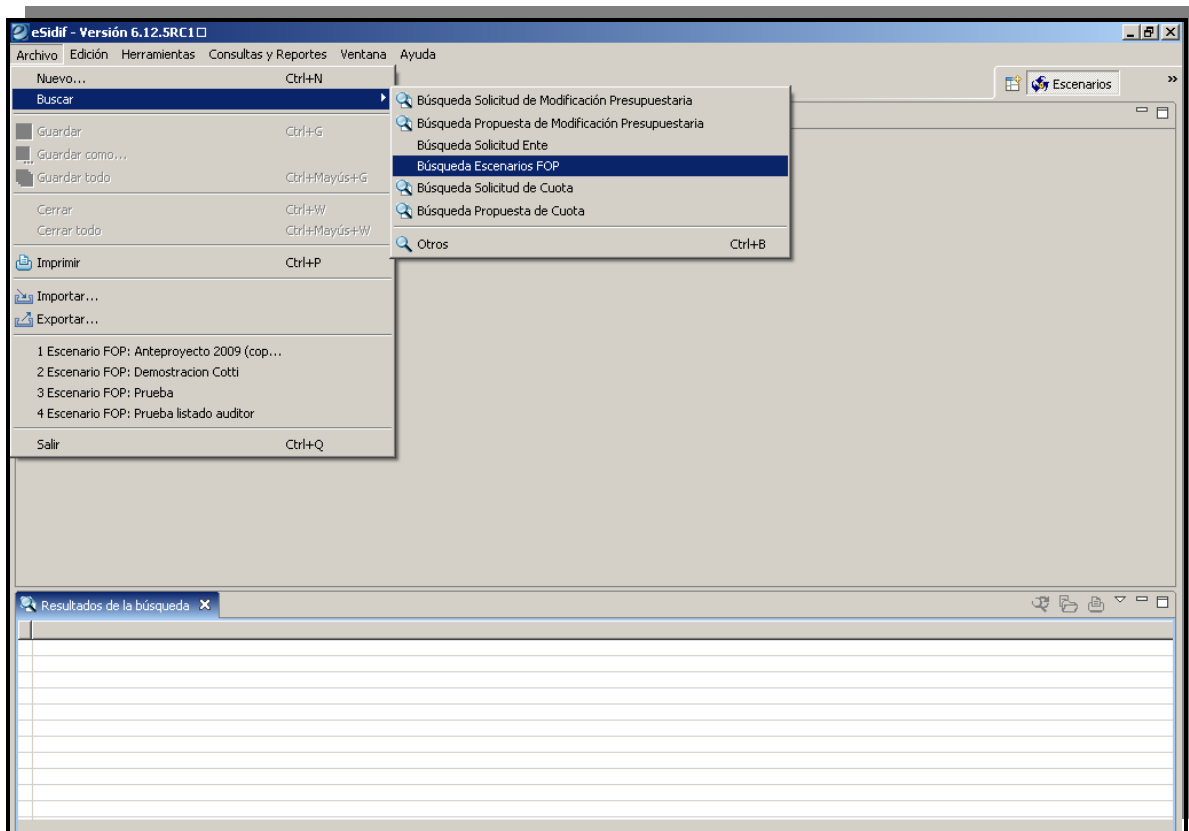 eSidif - Versión 6.12.5RC1
Archivo Edición Herramientas Consultas y Reportes Ventana Ayuda
Nuevo... Ctrl+N
Buscar
Guardar Ctrl+G
Guardar como...
Guardar todo Ctrl+Mayús+G
Cerrar Ctrl+W
Cerrar todo Ctrl+Mayús+W
Imprimir Ctrl+P
Importar...
Exportar...
1 Escenario FOP: Anteproyecto 2009 (cop...
2 Escenario FOP: Demostracion Cotti
3 Escenario FOP: Prueba
4 Escenario FOP: Prueba listado auditor
Salir Ctrl+Q
Búsqueda Solicitud de Modificación Presupuestaria
Búsqueda Propuesta de Modificación Presupuestaria
Búsqueda Solicitud Ente
Búsqueda Escenarios FOP
Búsqueda Solicitud de Cuota
Búsqueda Propuesta de Cuota
Otros Ctrl+B
Escenarios
Resultados de la búsqueda